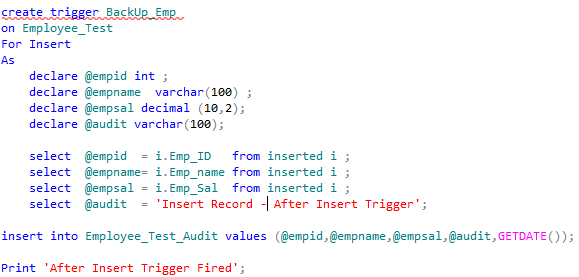 create trigger BackUp_Emp
on Employee_Test
For Insert
As
declare @empid int ;
declare @empname  varchar(100) ;
declare @empsal decimal (10,2);
declare @audit varchar(100);
select  @empid  = i.Emp_ID   from inserted i ;
select  @empname= i.Emp_name from inserted i ;
select  @empsal = i.Emp_Sal  from inserted i ;
select  @audit  = 'Insert Record - After Insert Trigger';
insert into Employee_Test_Audit values (@empid,@empname,@empsal,@audit,GETDATE());
Print 'After Insert Trigger Fired';